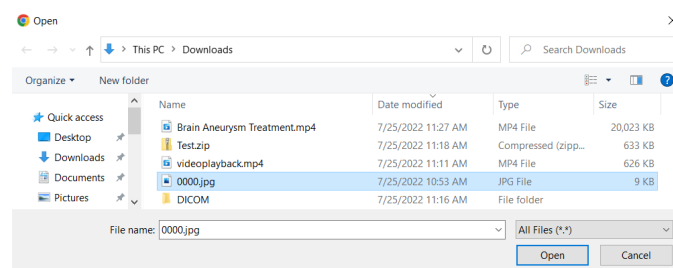 Open
This PC > Downloads
Search Downloads
Organize
New folder
Name Date modified Type Size
Quick access
Desktop
Downloads
Documents
Pictures
Brain Aneurysm Treatment.mp4 7/25/2022 11:27 AM MP4 File 20,023 KB
Test.zip 7/25/2022 11:18 AM Compressed (zipp... 633 KB
videoplayback.mp4 7/25/2022 11:11 AM MP4 File 626 KB
0000.jpg 7/25/2022 10:53 AM JPG File 9 KB
DICOM 7/25/2022 11:16 AM File folder
File name: 0000.jpg All Files (*.*)
Open Cancel